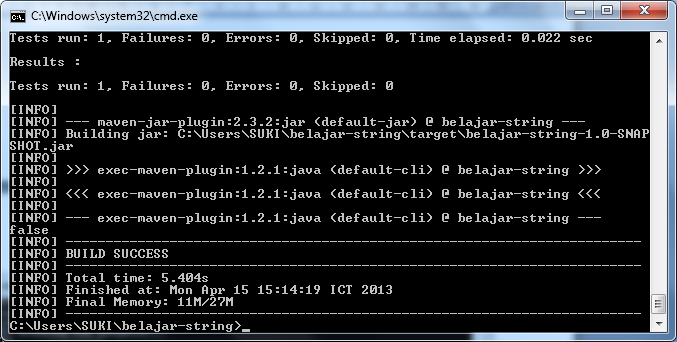 C:\Windows\system32\cmd.exe
Tests run: 1, Failures: 0, Errors: 0, Skipped: 0, Time elapsed: 0.022 sec
Results :
Tests run: 1, Failures: 0, Errors: 0, Skipped: 0
[INFO]
[INFO] --- maven-jar-plugin:2.3.2:jar (default-jar) @ belajar-string ---
[INFO] Building jar: C:\Users\SUKI\belajar-string\target\belajar-string-1.0-SNAP
SHOT.jar
[INFO]
[INFO] >>> exec-maven-plugin:1.2.1:java (default-cli) @ belajar-string >>>
[INFO]
[INFO] <<< exec-maven-plugin:1.2.1:java (default-cli) @ belajar-string <<<
[INFO]
[INFO] --- exec-maven-plugin:1.2.1:java (default-cli) @ belajar-string ---
false
[INFO] ------------------------------------------------------------------------
[INFO] BUILD SUCCESS
[INFO] ------------------------------------------------------------------------
[INFO] Total time: 5.404s
[INFO] Finished at: Mon Apr 15 15:14:19 ICT 2013
[INFO] Final Memory: 11M/27M
[INFO] ------------------------------------------------------------------------
C:\Users\SUKI\belajar-string>_